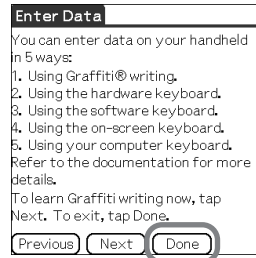 Enter Data
You can enter data on your handheld
in 5 ways:
1. Using Graffiti® writing.
2. Using the hardware keyboard.
3. Using the software keyboard.
4. Using the on-screen keyboard.
5. Using your computer keyboard.
Refer to the documentation for more
details.
To learn Graffiti writing now, tap
Next. To exit, tap Done.
Previous Next Done